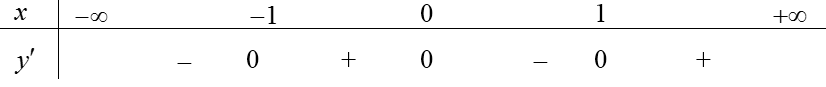 x –∞ –1 0 1 +∞
y′ – 0 + 0 – 0 +